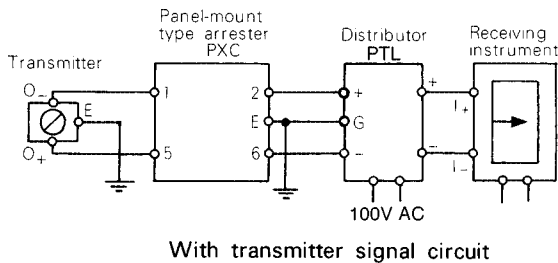 Panel-mount
type arrester
PXC
Distributor
PTL
Receiving
instrument
Transmitter
O−
E
O+
1
5
2
E
6
+
G
−
+
−
I+
I−
100V AC
With transmitter signal circuit